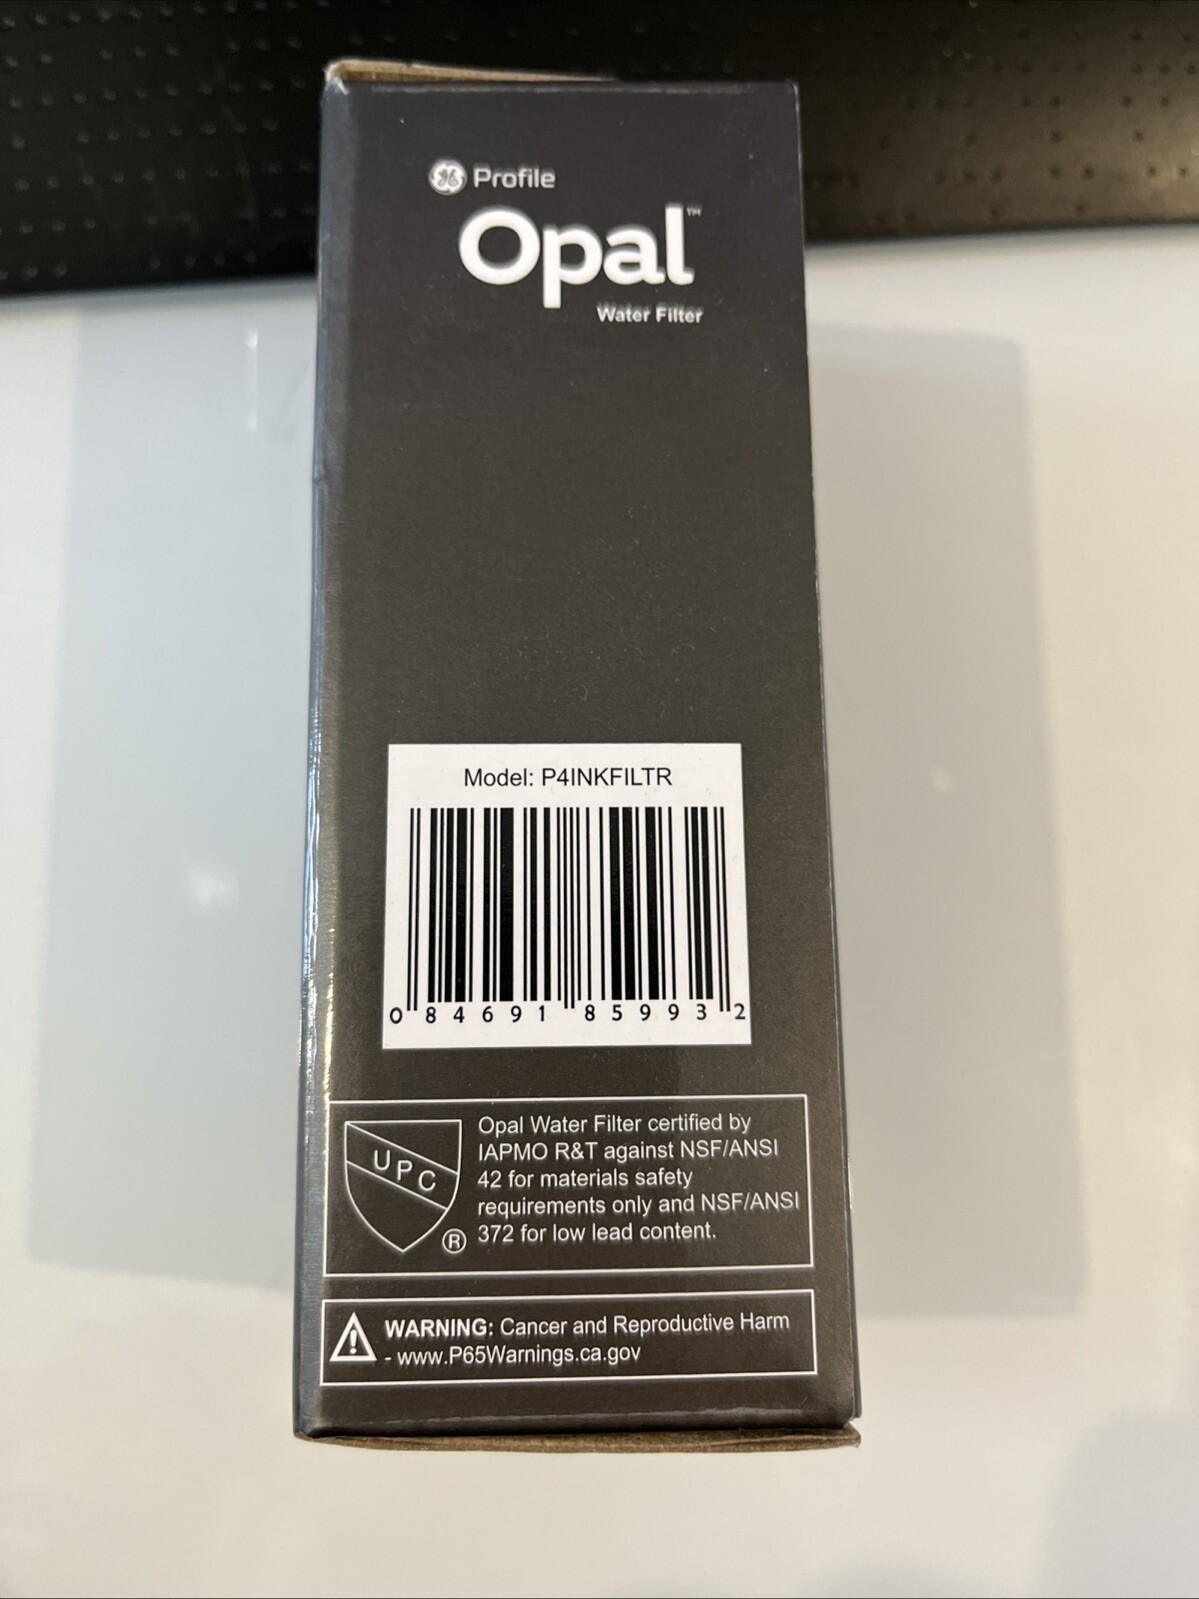 GE Profile
Opal™
Water Filter
Model: P4INKFILTR
0 84691 85993 2
UPC
®
Opal Water Filter certified by
IAPMO R&T against NSF/ANSI
42 for materials safety
requirements only and NSF/ANSI
372 for low lead content.
WARNING: Cancer and Reproductive Harm
- www.P65Warnings.ca.gov